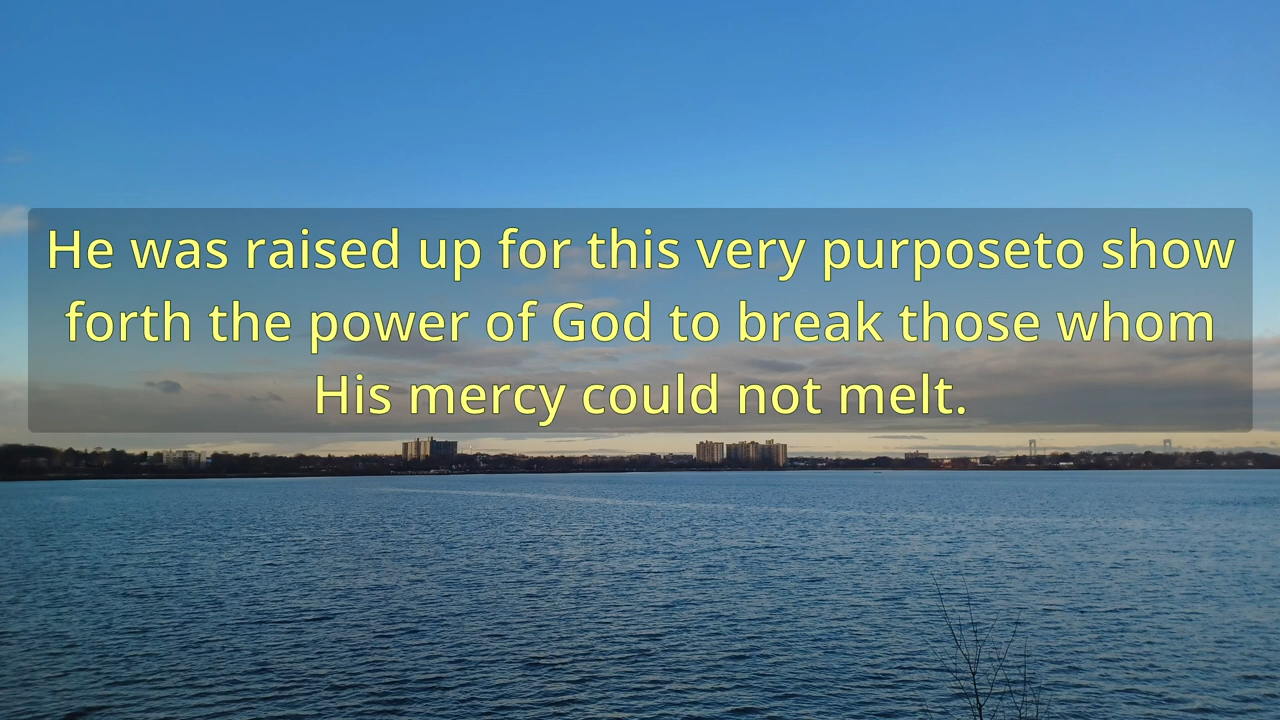 He was raised up for this very purposeto show
forth the power of God to break those whom
His mercy could not melt.